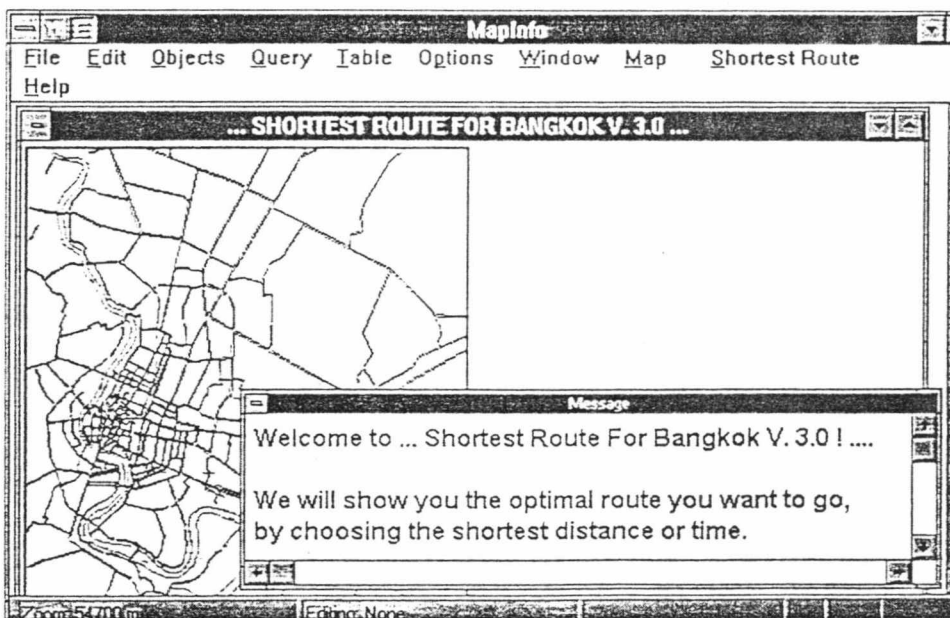 MapInfo
File Edit Objects Query Table Options Window Map Shortest Route
Help
... SHORTEST ROUTE FOR BANGKOK V. 3.0 ...
Message
Welcome to ... Shortest Route For Bangkok V. 3.0 ! ....
We will show you the optimal route you want to go,
by choosing the shortest distance or time.
Zoom: 54700 m Editing: None